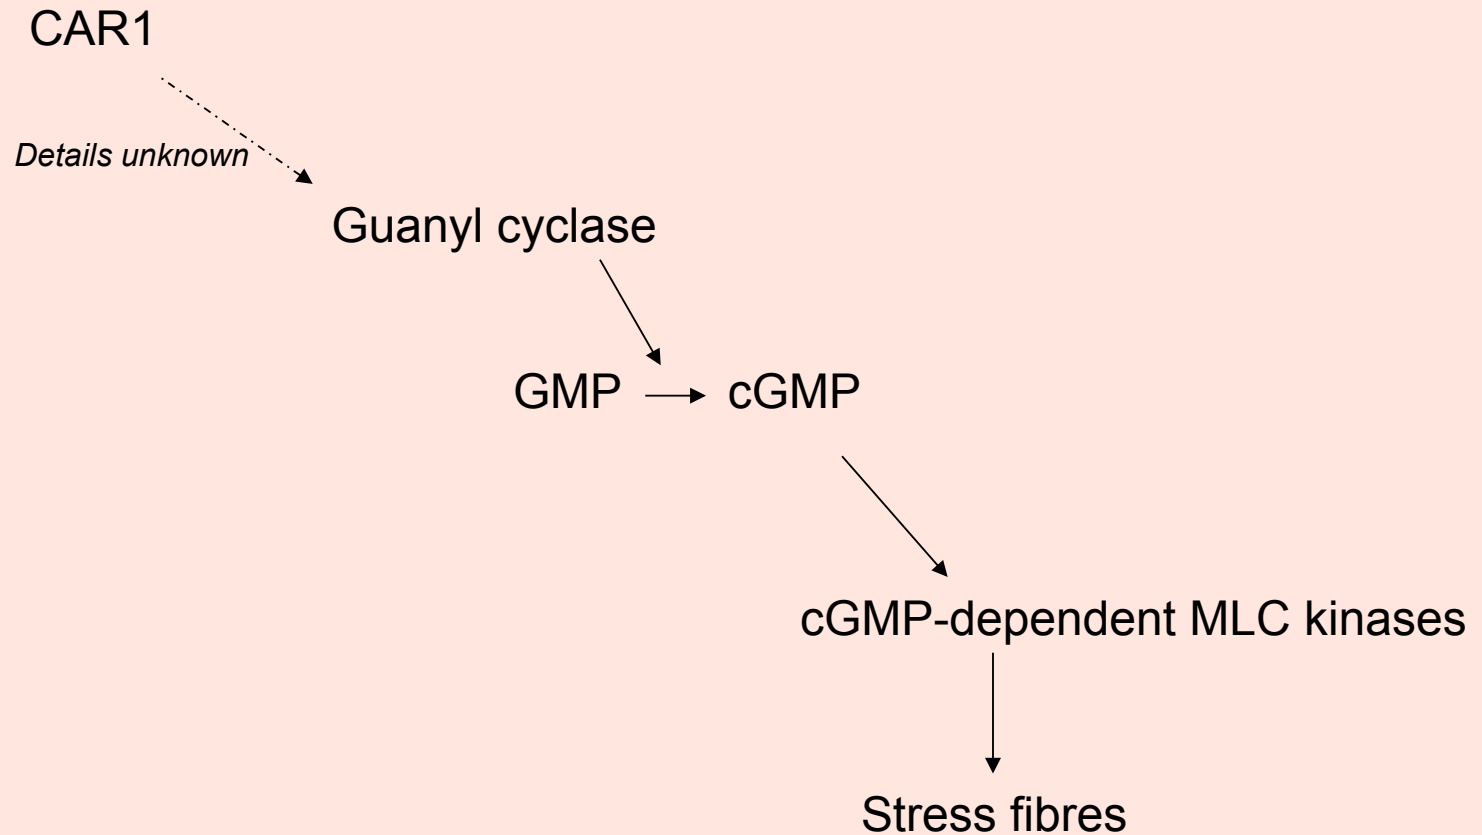 CAR1
Details unknown
Guanyl cyclase
GMP cGMP
cGMP-dependent MLC kinases
Stress fibres